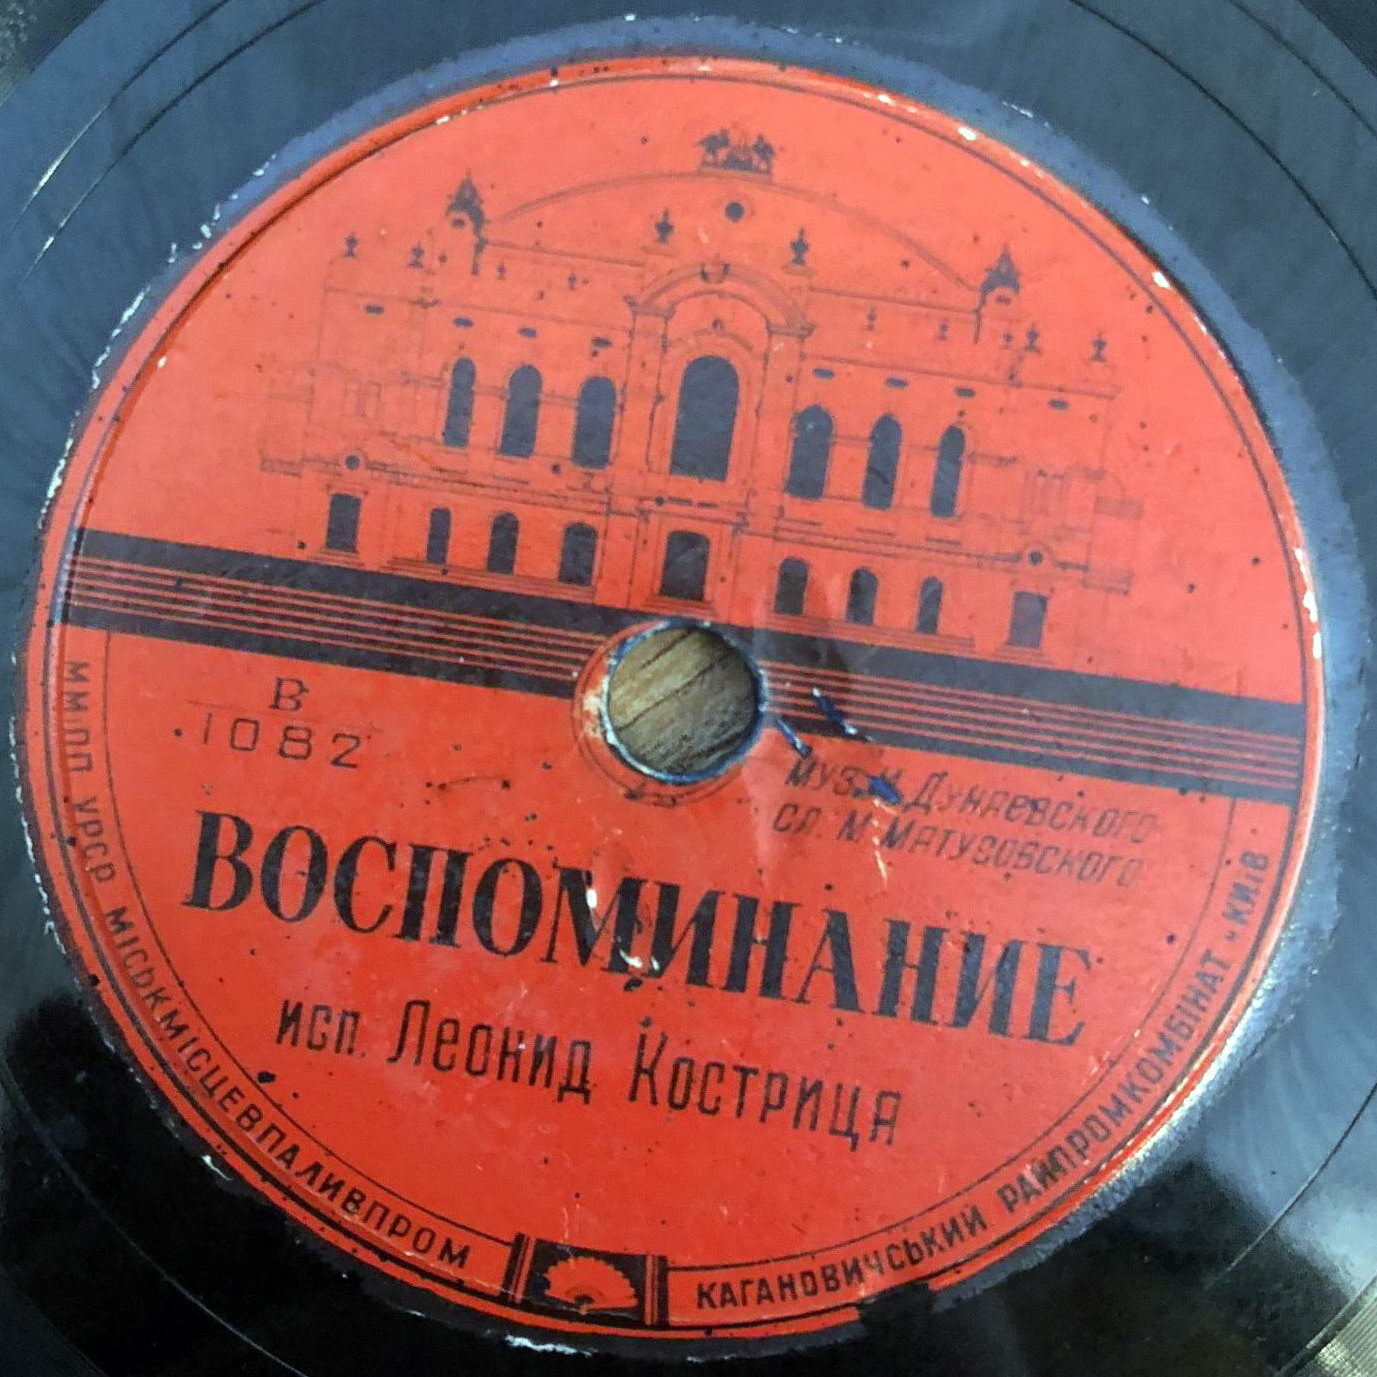 В
1082
муз. И. Дунаевского
сл. М. Матусовского
ВОСПОМИНАНИЕ
исп. Леонид Кострица
ММПП УРСР МІСЬКМІСЦЕВПАЛИВПРОМ
КАГАНОВИЧСЬКИЙ РАЙПРОМКОМБІНАТ • КИЇВ